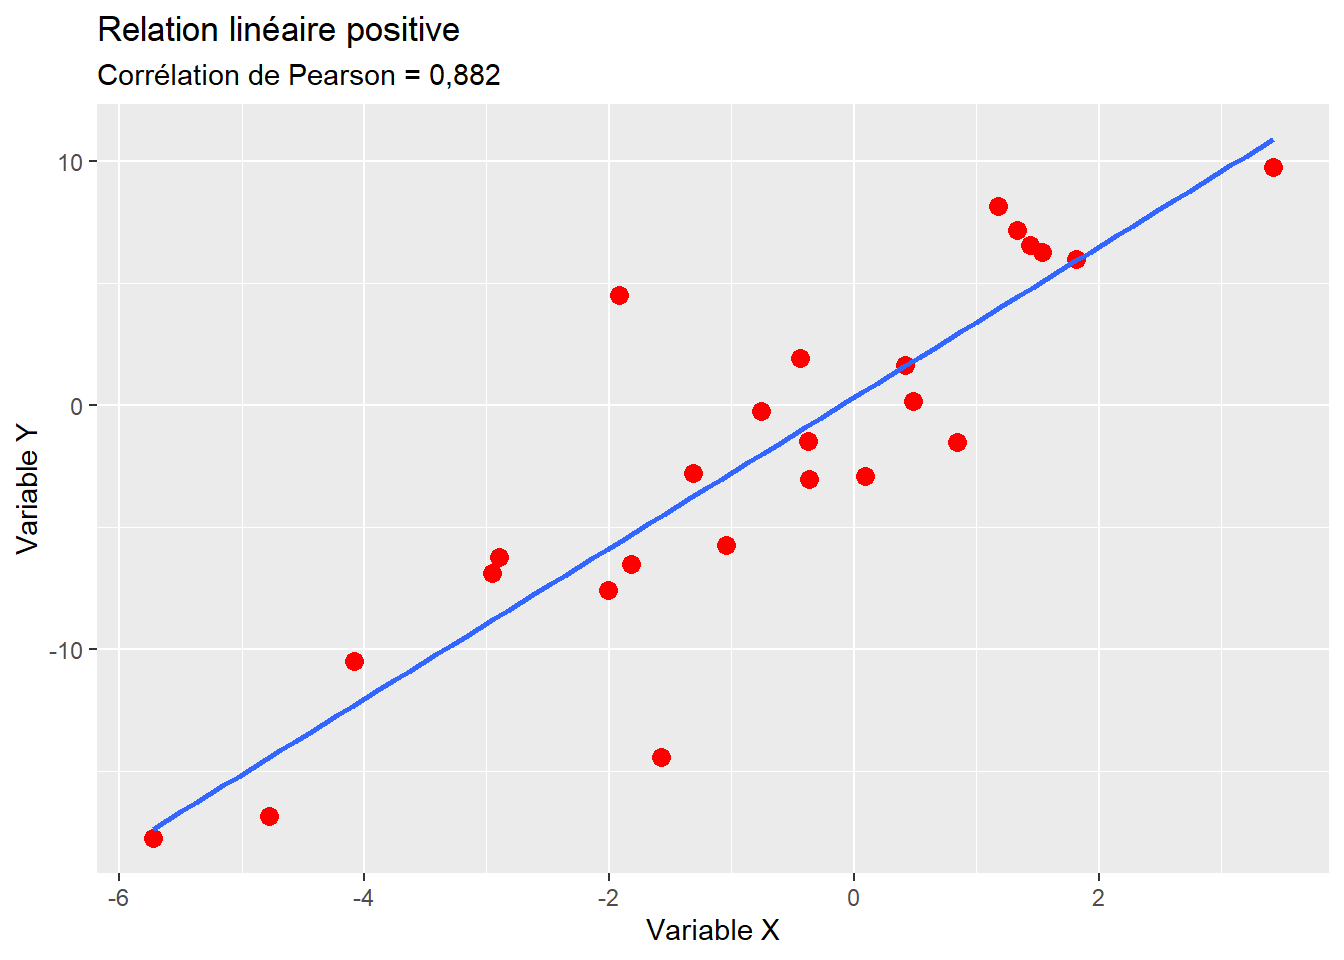 Relation linéaire positive
Corrélation de Pearson = 0,882
10
0
-10
Variable Y
-6
-4
-2
0
2
Variable X